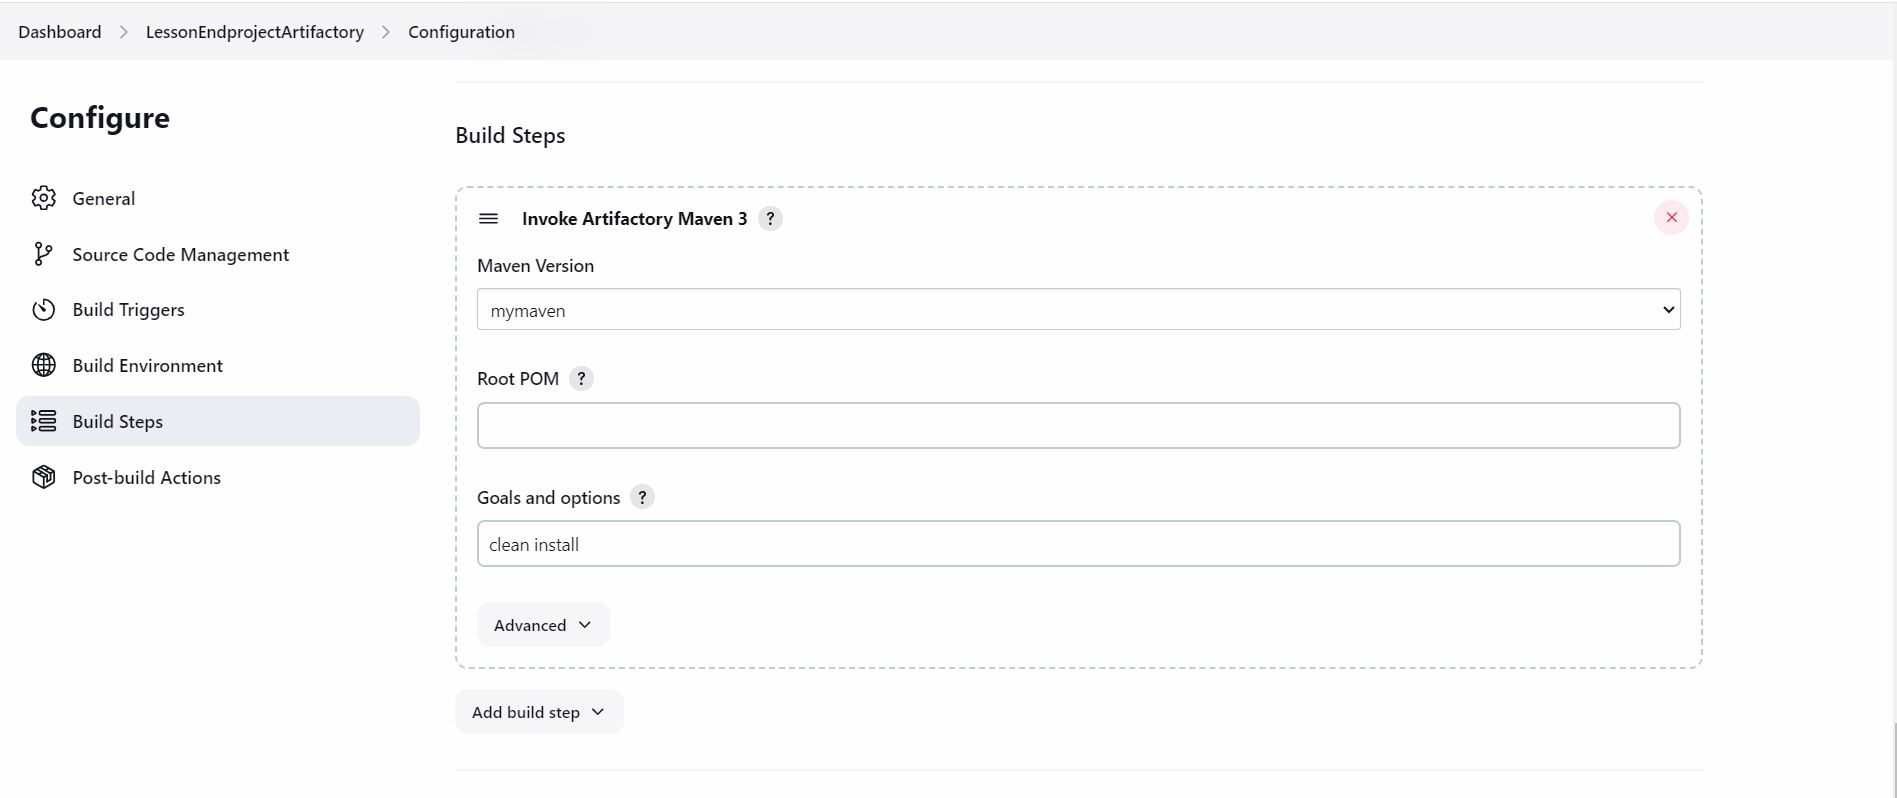 Dashboard > LessonEndprojectArtifactory > Configuration
Configure
General
Source Code Management
Build Triggers
Build Environment
Build Steps
Post-build Actions
Build Steps
Invoke Artifactory Maven 3 ?
Maven Version
mymaven
Root POM ?
Goals and options ?
clean install
Advanced
Add build step